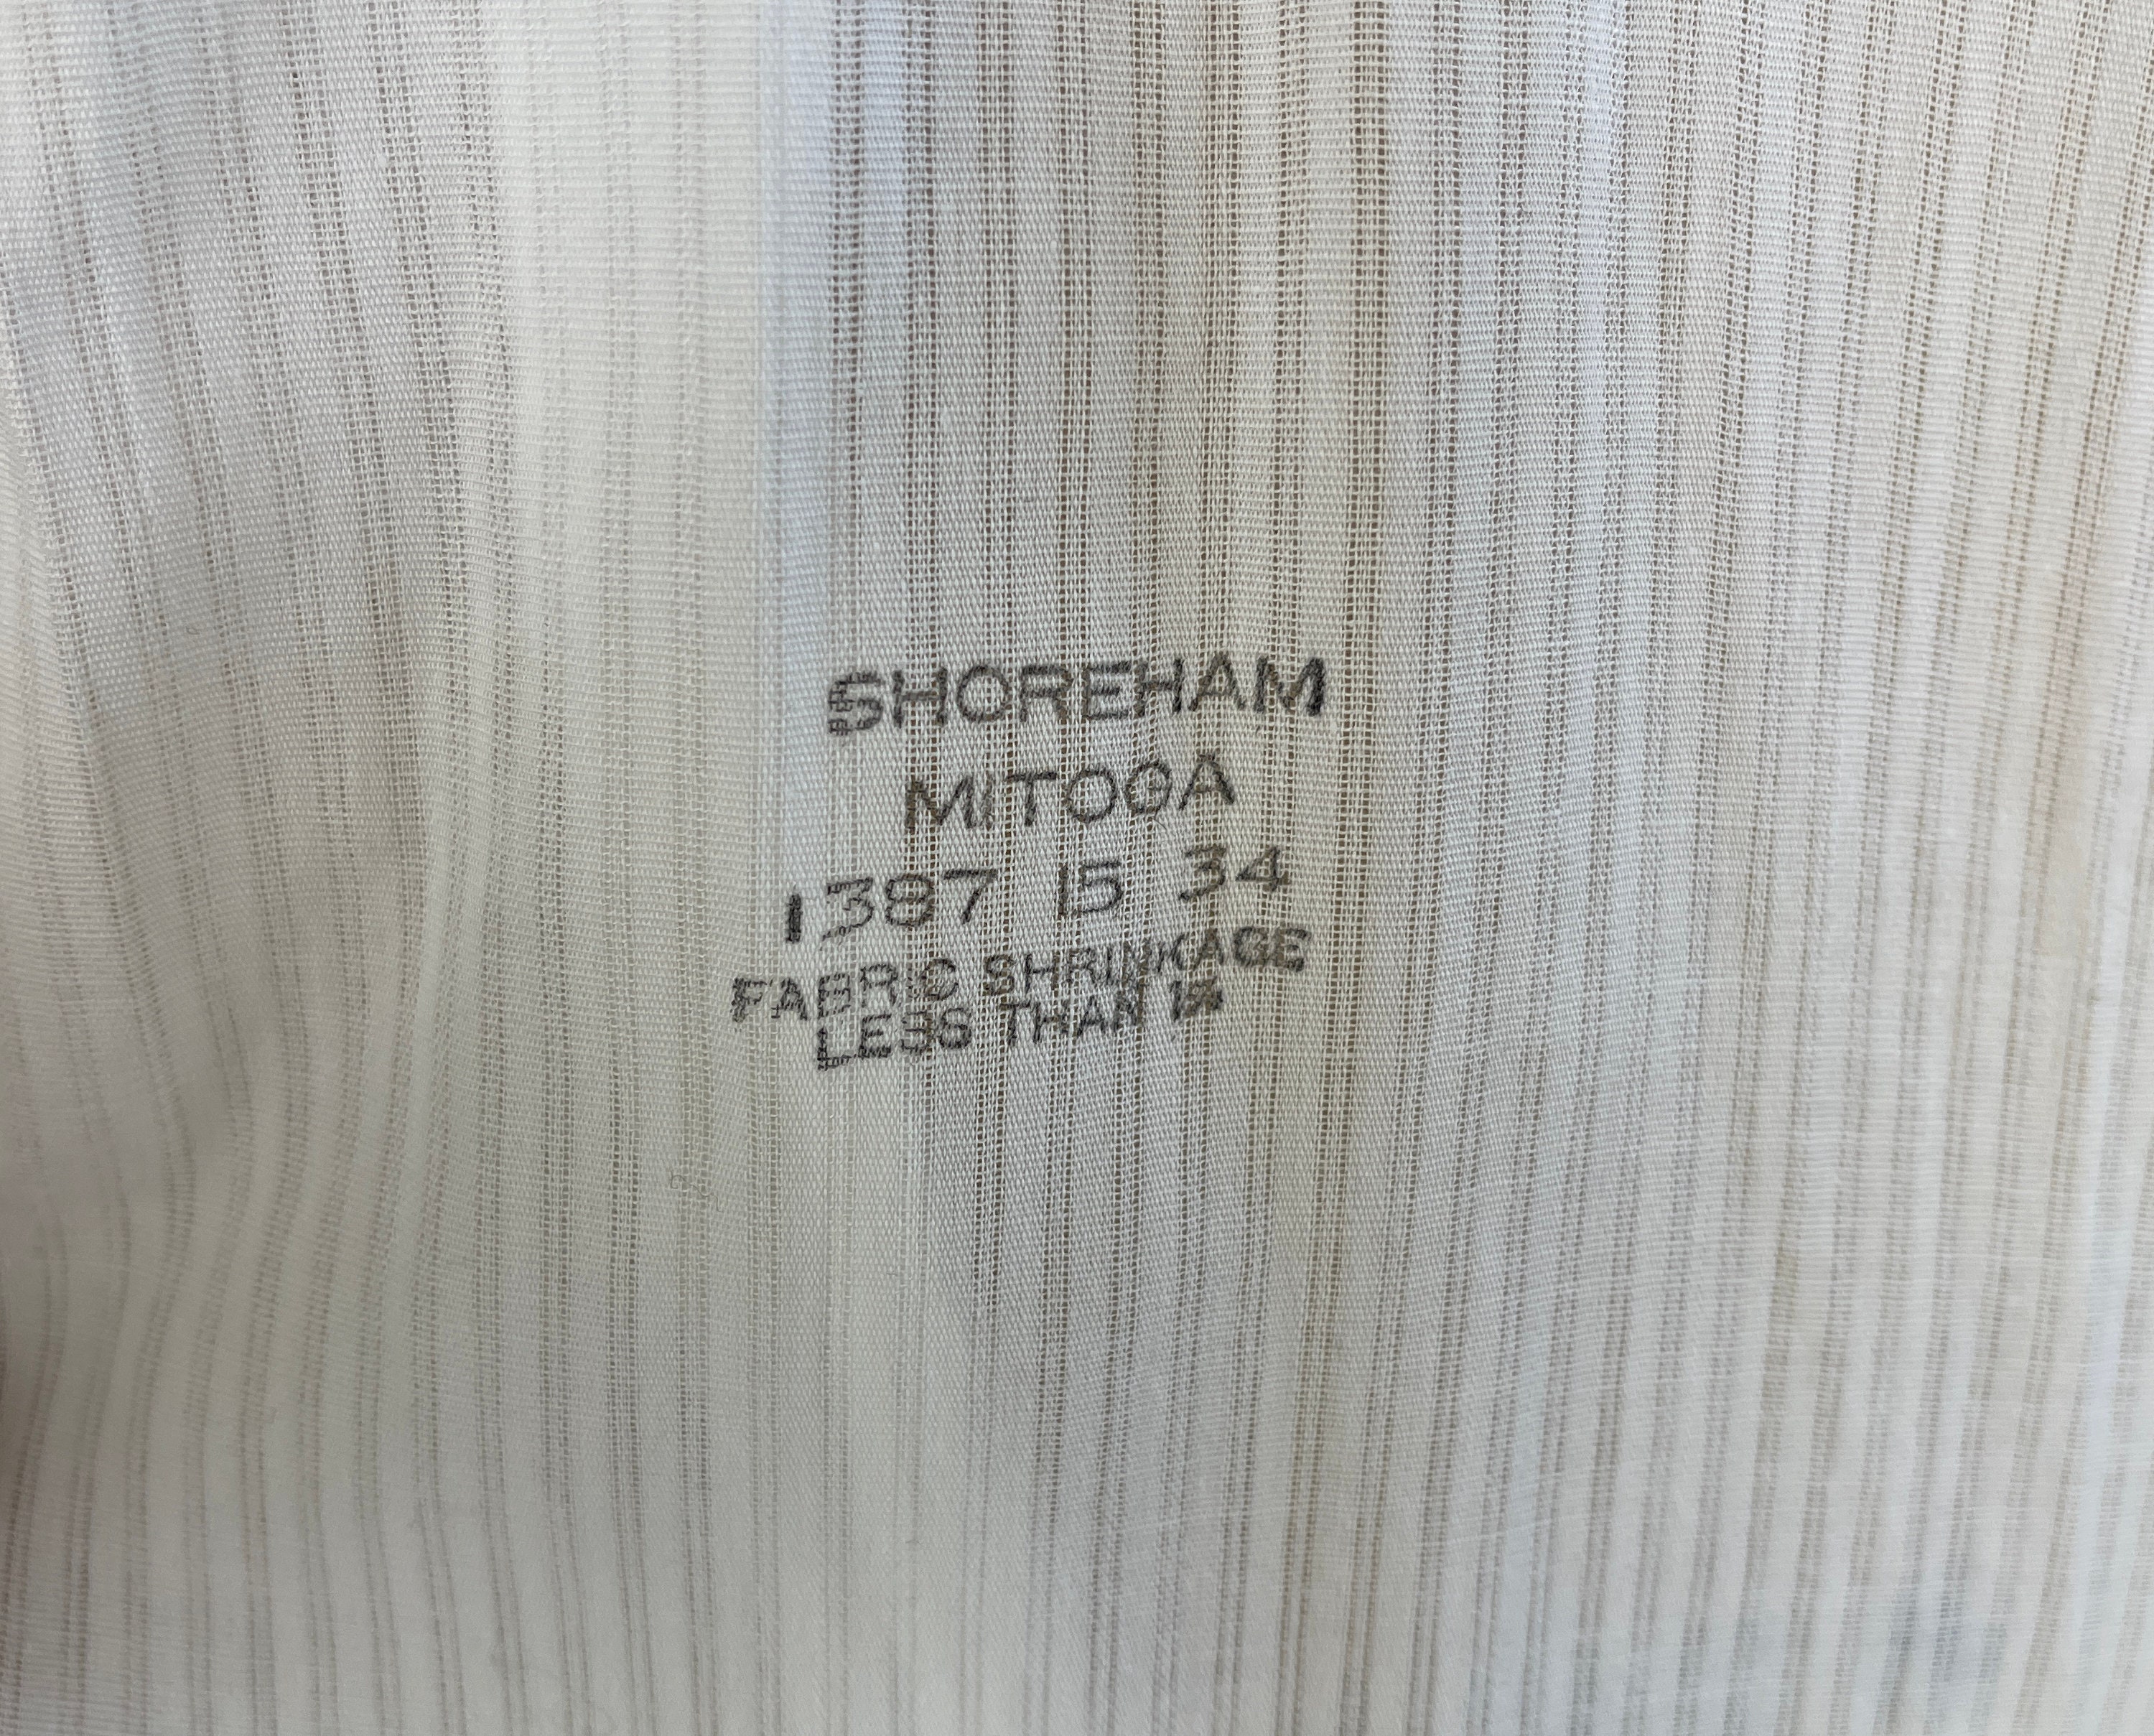 SHOREHAM
MITOGA
1387 15 34
FABRIC SHRINKAGE
LESS THAN 1%